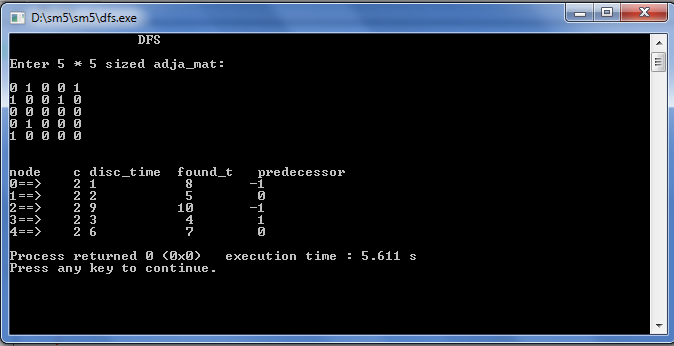 D:\sm5\sm5\dfs.exe
DFS
Enter 5 * 5 sized adja_mat:
0 1 0 0 1
1 0 0 1 0
0 0 0 0 0
0 1 0 0 0
1 0 0 0 0
node c disc_time found_t predecessor
0==> 2 1 8 -1
1==> 2 2 5 0
2==> 2 9 10 -1
3==> 2 3 4 1
4==> 2 6 7 0
Process returned 0 (0x0) execution time : 5.611 s
Press any key to continue.